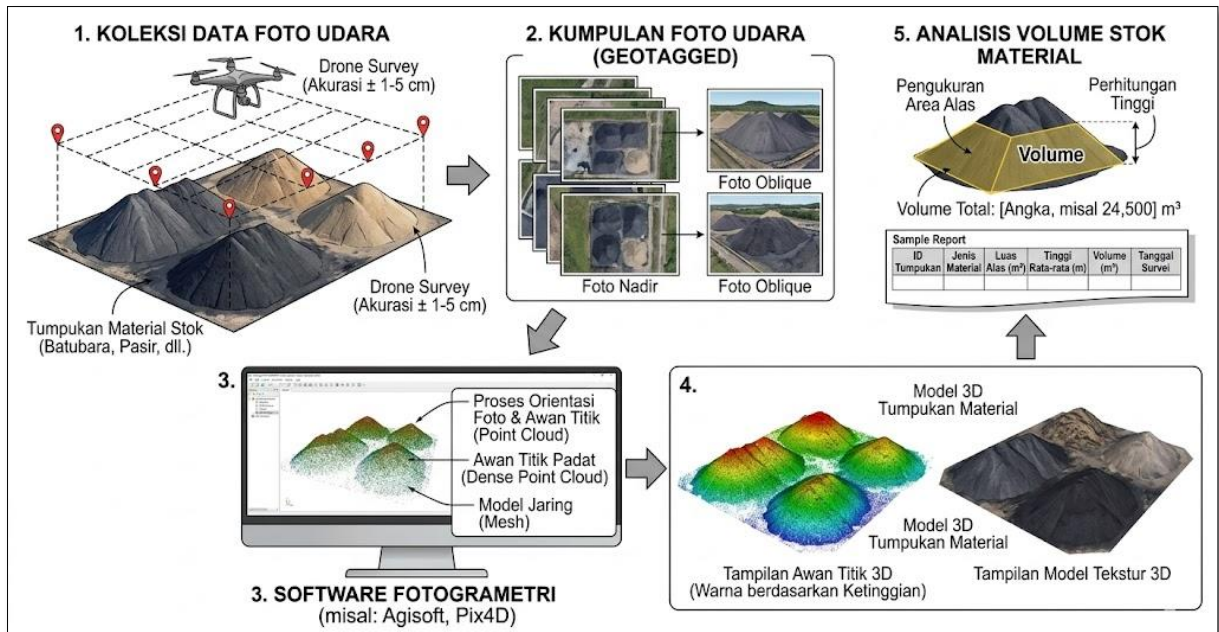 1. KOLEKSI DATA FOTO UDARA
Drone Survey
(Akurasi ± 1-5 cm)
Drone Survey
(Akurasi ± 1-5 cm)
Tumpukan Material Stok
(Batubara, Pasir, dll.)
2. KUMPULAN FOTO UDARA
(GEOTAGGED)
Foto Oblique
Foto Nadir
Foto Oblique
5. ANALISIS VOLUME STOK
MATERIAL
Pengukuran
Area Alas
Perhitungan
Tinggi
Volume
Volume Total: [Angka, misal 24,500] m³
Sample Report
ID
Tumpukan
Jenis
Material
Luas
Alas (m²)
Tinggi
Rata-rata (m)
Volume
(m³)
Tanggal
Survei
3.
Proses Orientasi
Foto & Awan Titik
(Point Cloud)
Awan Titik Padat
(Dense Point Cloud)
Model Jaring
(Mesh)
3. SOFTWARE FOTOGRAMETRI
(misal: Agisoft, Pix4D)
4.
Model 3D
Tumpukan Material
Model 3D
Tumpukan Material
Tampilan Awan Titik 3D
(Warna berdasarkan Ketinggian)
Tampilan Model Tekstur 3D